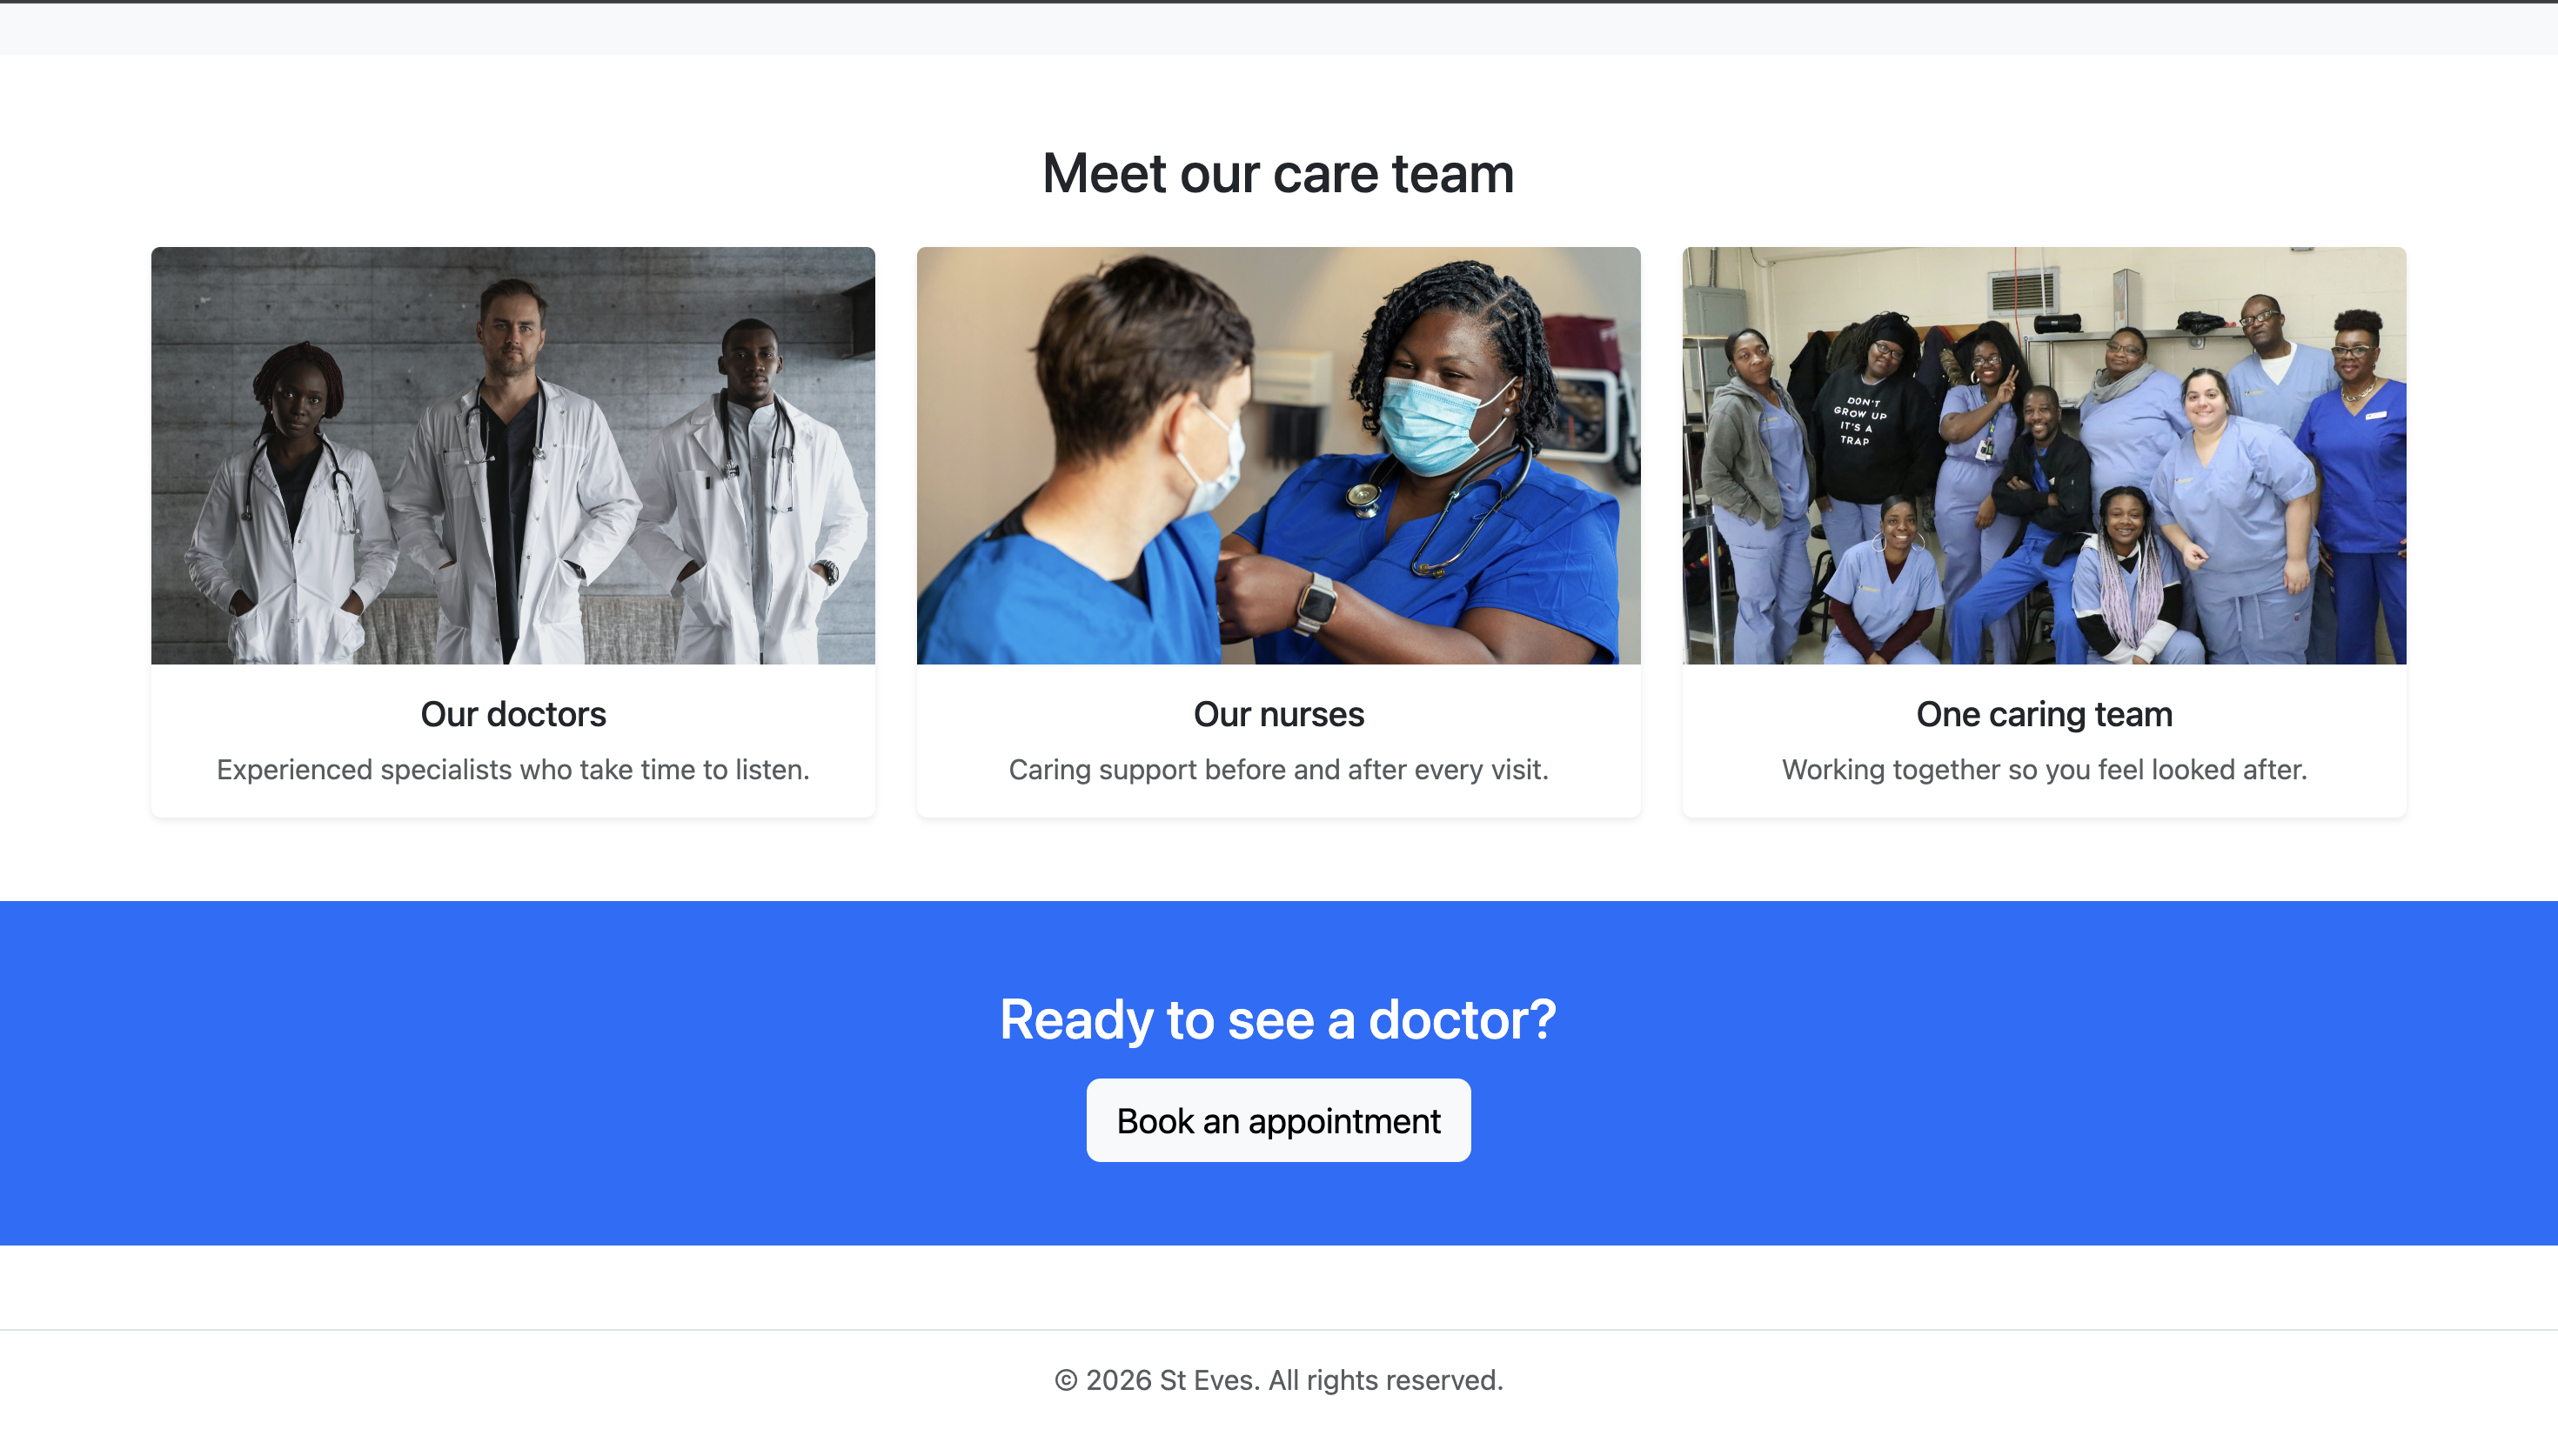 Meet our care team
DON'T
GROW UP
IT'S A
TRAP
Our doctors
Experienced specialists who take time to listen.
Our nurses
Caring support before and after every visit.
One caring team
Working together so you feel looked after.
Ready to see a doctor?
Book an appointment
© 2026 St Eves. All rights reserved.